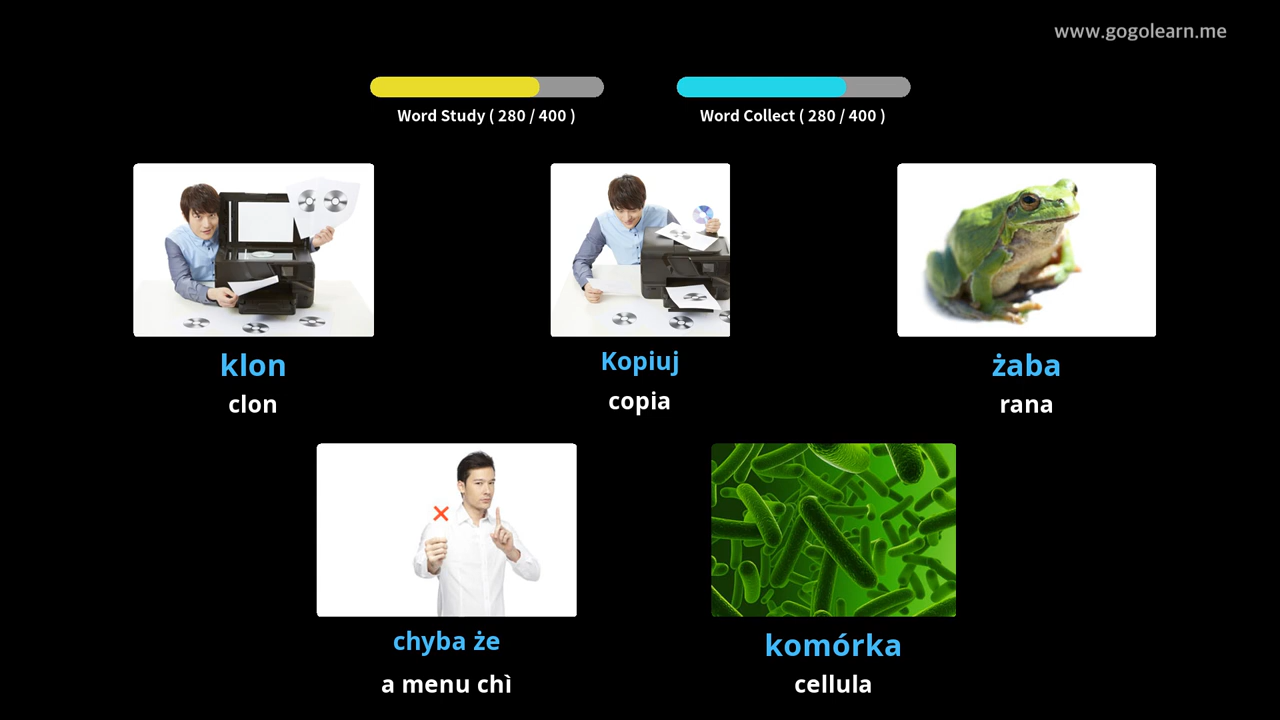 www.gogolearn.me
Word Study ( 280 / 400 )
Word Collect ( 280 / 400 )
klon
clon
Kopiuj
copia
żaba
rana
chyba że
a menu chì
komórka
cellula